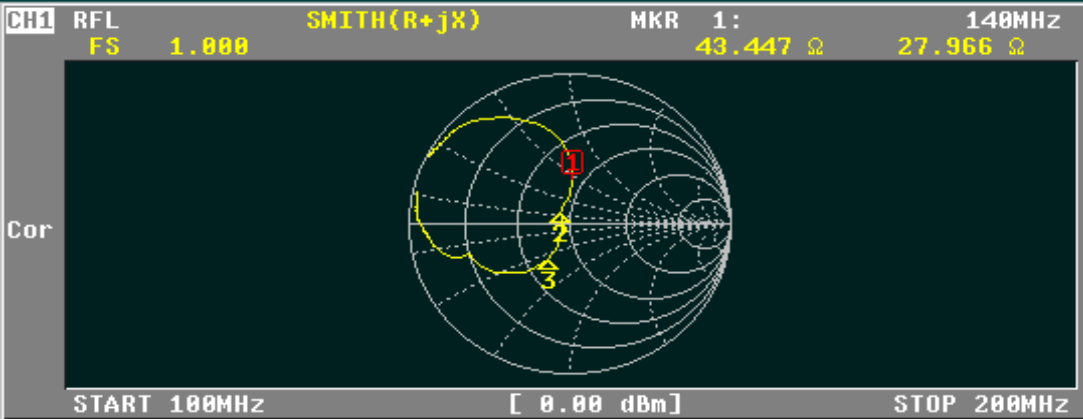 CH1 RFL SMITH(R+jX) MKR 1: 140MHz
FS 1.000 43.447 Ω 27.966 Ω
1
2
Cor
3
START 100MHz [ 0.00 dBm] STOP 200MHz